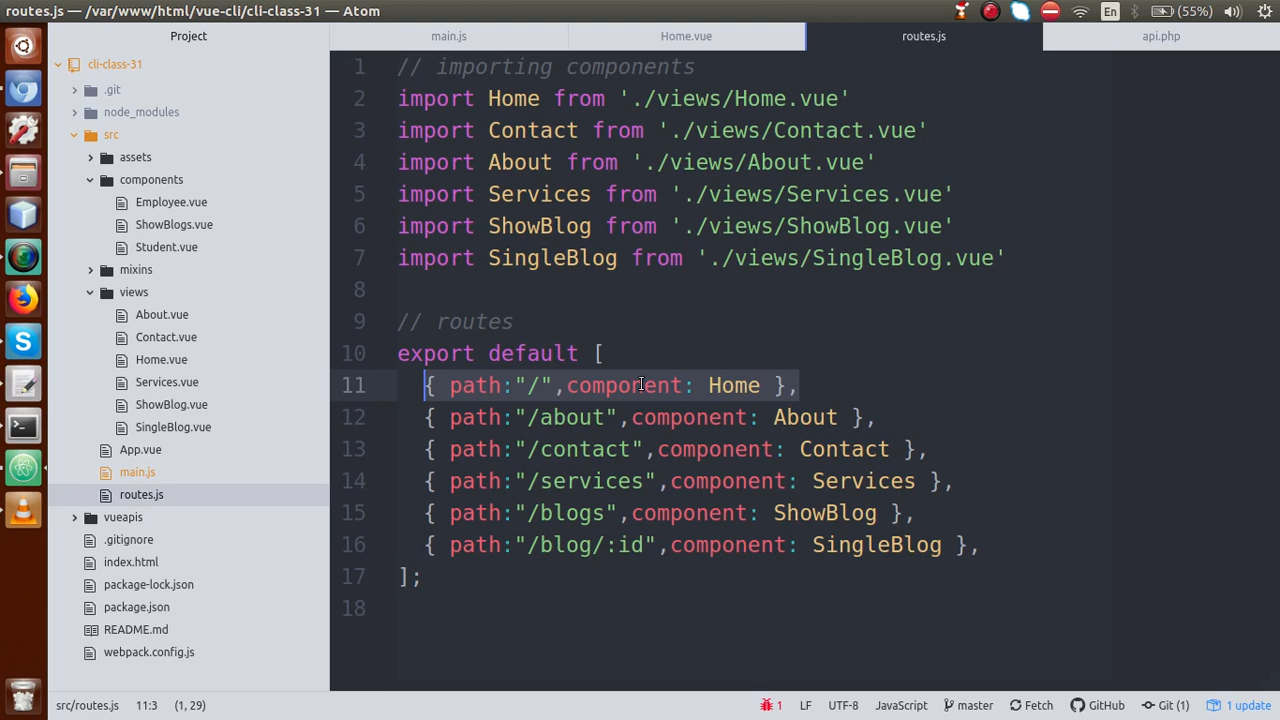 routes.js — /var/www/html/vue-cli/cli-class-31 — Atom
En
(55%)
Project
main.js
Home.vue
routes.js
api.php
cli-class-31
.git
node_modules
src
assets
components
Employee.vue
ShowBlogs.vue
Student.vue
mixins
views
About.vue
Contact.vue
Home.vue
Services.vue
ShowBlog.vue
SingleBlog.vue
App.vue
main.js
routes.js
vueapis
.gitignore
index.html
package-lock.json
package.json
README.md
webpack.config.js
1 // importing components
2 import Home from './views/Home.vue'
3 import Contact from './views/Contact.vue'
4 import About from './views/About.vue'
5 import Services from './views/Services.vue'
6 import ShowBlog from './views/ShowBlog.vue'
7 import SingleBlog from './views/SingleBlog.vue'
8
9 // routes
10 export default [
11 { path:"/",component: Home },
12 { path:"/about",component: About },
13 { path:"/contact",component: Contact },
14 { path:"/services",component: Services },
15 { path:"/blogs",component: ShowBlog },
16 { path:"/blog/:id",component: SingleBlog },
17 ];
18
src/routes.js 11:3 (1, 29) 1 LF UTF-8 JavaScript master Fetch GitHub Git (1) 1 update